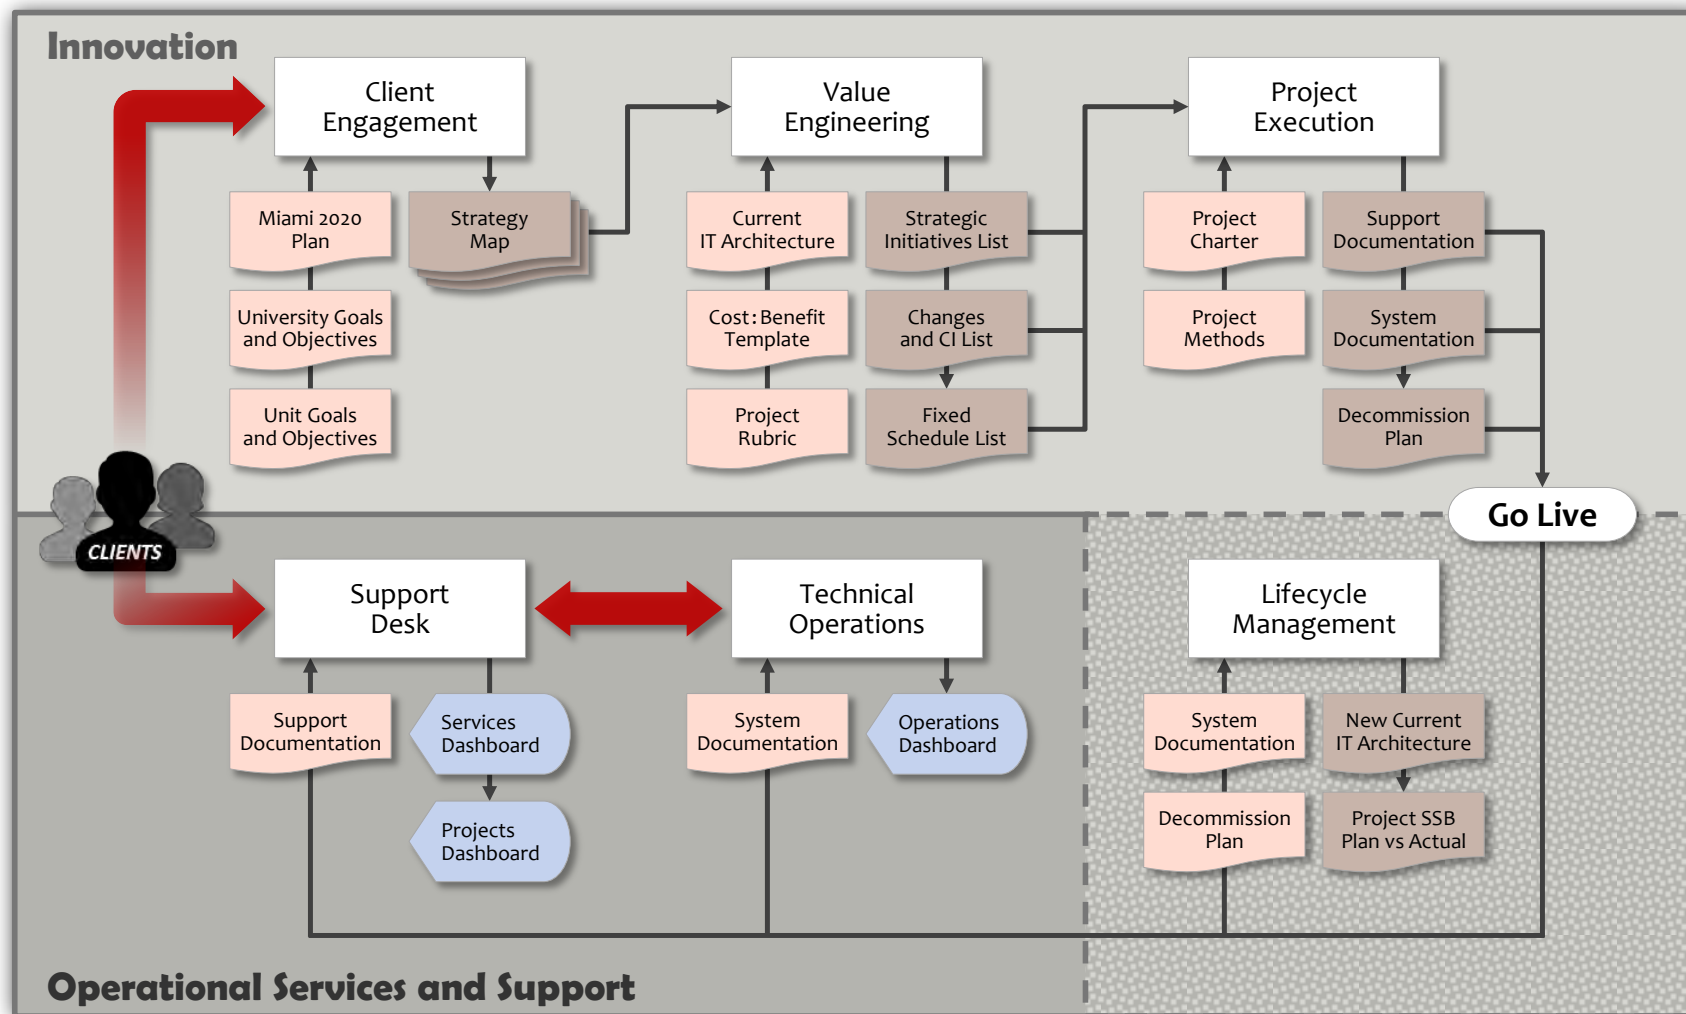 Innovation
Client
Engagement
Value
Engineering
Project
Execution
Miami 2020
Plan
Strategy
Map
Current
IT Architecture
Strategic
Initiatives List
Project
Charter
Support
Documentation
University Goals
and Objectives
Cost:Benefit
Template
Changes
and CI List
Project
Methods
System
Documentation
Unit Goals
and Objectives
Project
Rubric
Fixed
Schedule List
Decommission
Plan
CLIENTS
Go Live
Support
Desk
Technical
Operations
Lifecycle
Management
Support
Documentation
Services
Dashboard
System
Documentation
Operations
Dashboard
System
Documentation
New Current
IT Architecture
Projects
Dashboard
Decommission
Plan
Project SSB
Plan vs Actual
Operational Services and Support